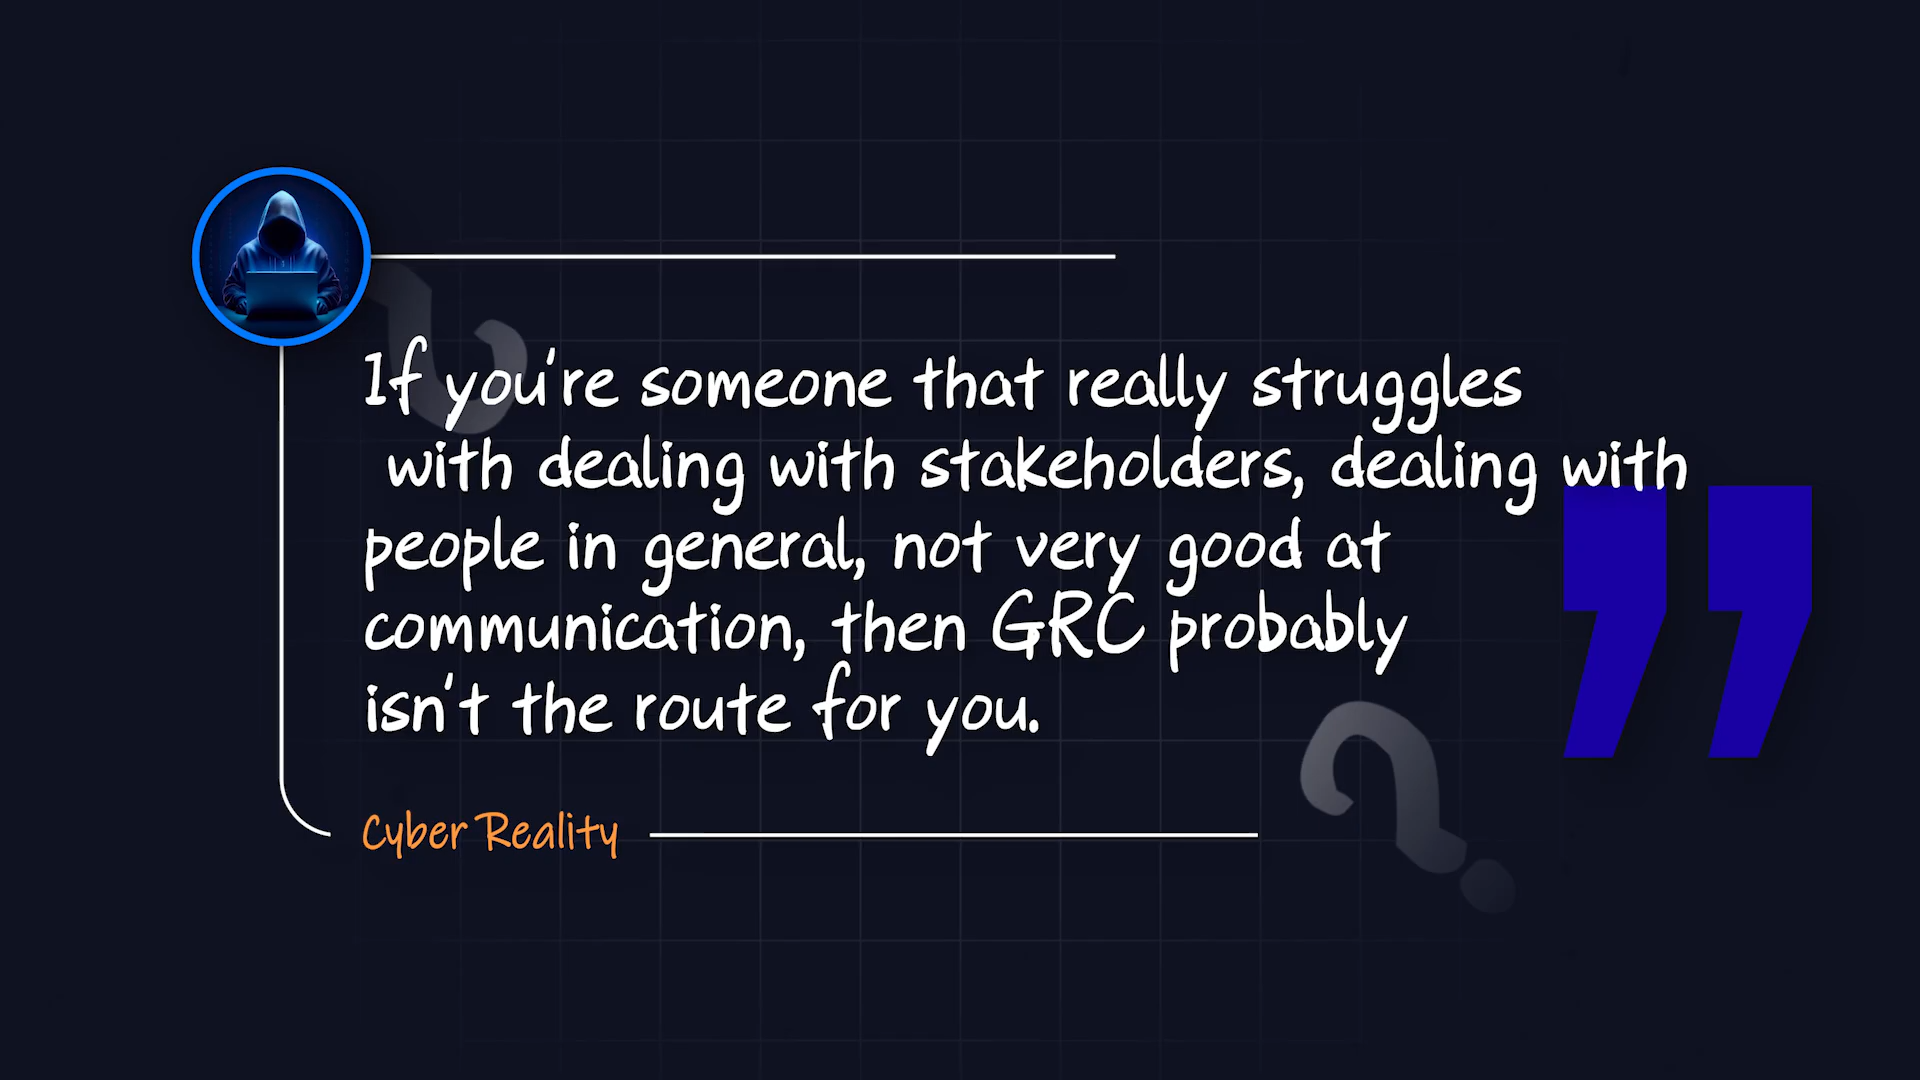 If you're someone that really struggles
with dealing with stakeholders, dealing with
people in general, not very good at
communication, then GRC probably
isn't the route for you.
Cyber Reality